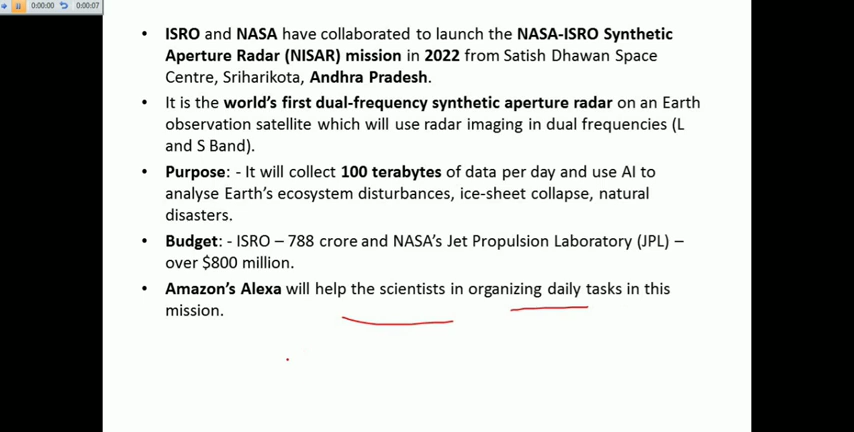 0:00:00 0:00:07
• ISRO and NASA have collaborated to launch the NASA-ISRO Synthetic
Aperture Radar (NISAR) mission in 2022 from Satish Dhawan Space
Centre, Sriharikota, Andhra Pradesh.
• It is the world's first dual-frequency synthetic aperture radar on an Earth
observation satellite which will use radar imaging in dual frequencies (L
and S Band).
• Purpose: - It will collect 100 terabytes of data per day and use AI to
analyse Earth's ecosystem disturbances, ice-sheet collapse, natural
disasters.
• Budget: - ISRO – 788 crore and NASA's Jet Propulsion Laboratory (JPL) –
over $800 million.
• Amazon's Alexa will help the scientists in organizing daily tasks in this
mission.